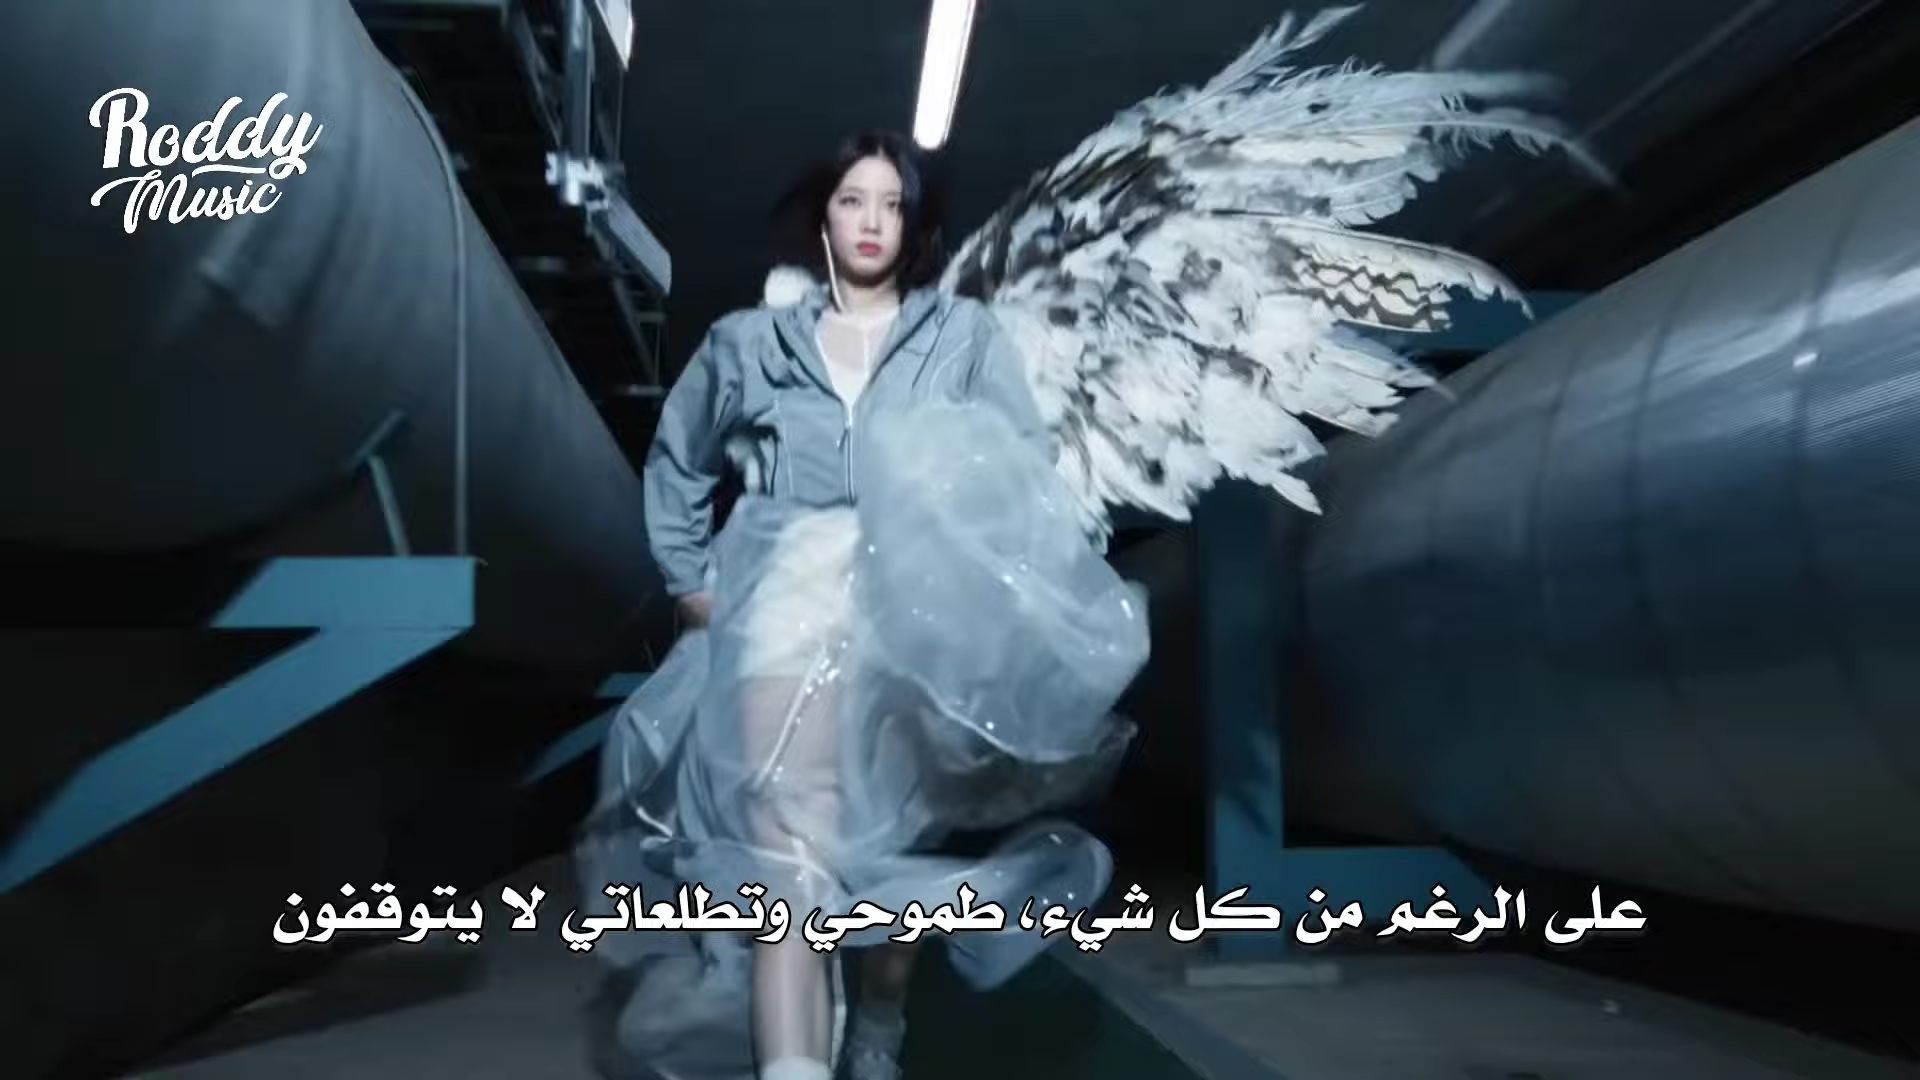 Roddy
Music
على الرغم من كل شيء، طموحي وتطلعاتي لا يتوقفون